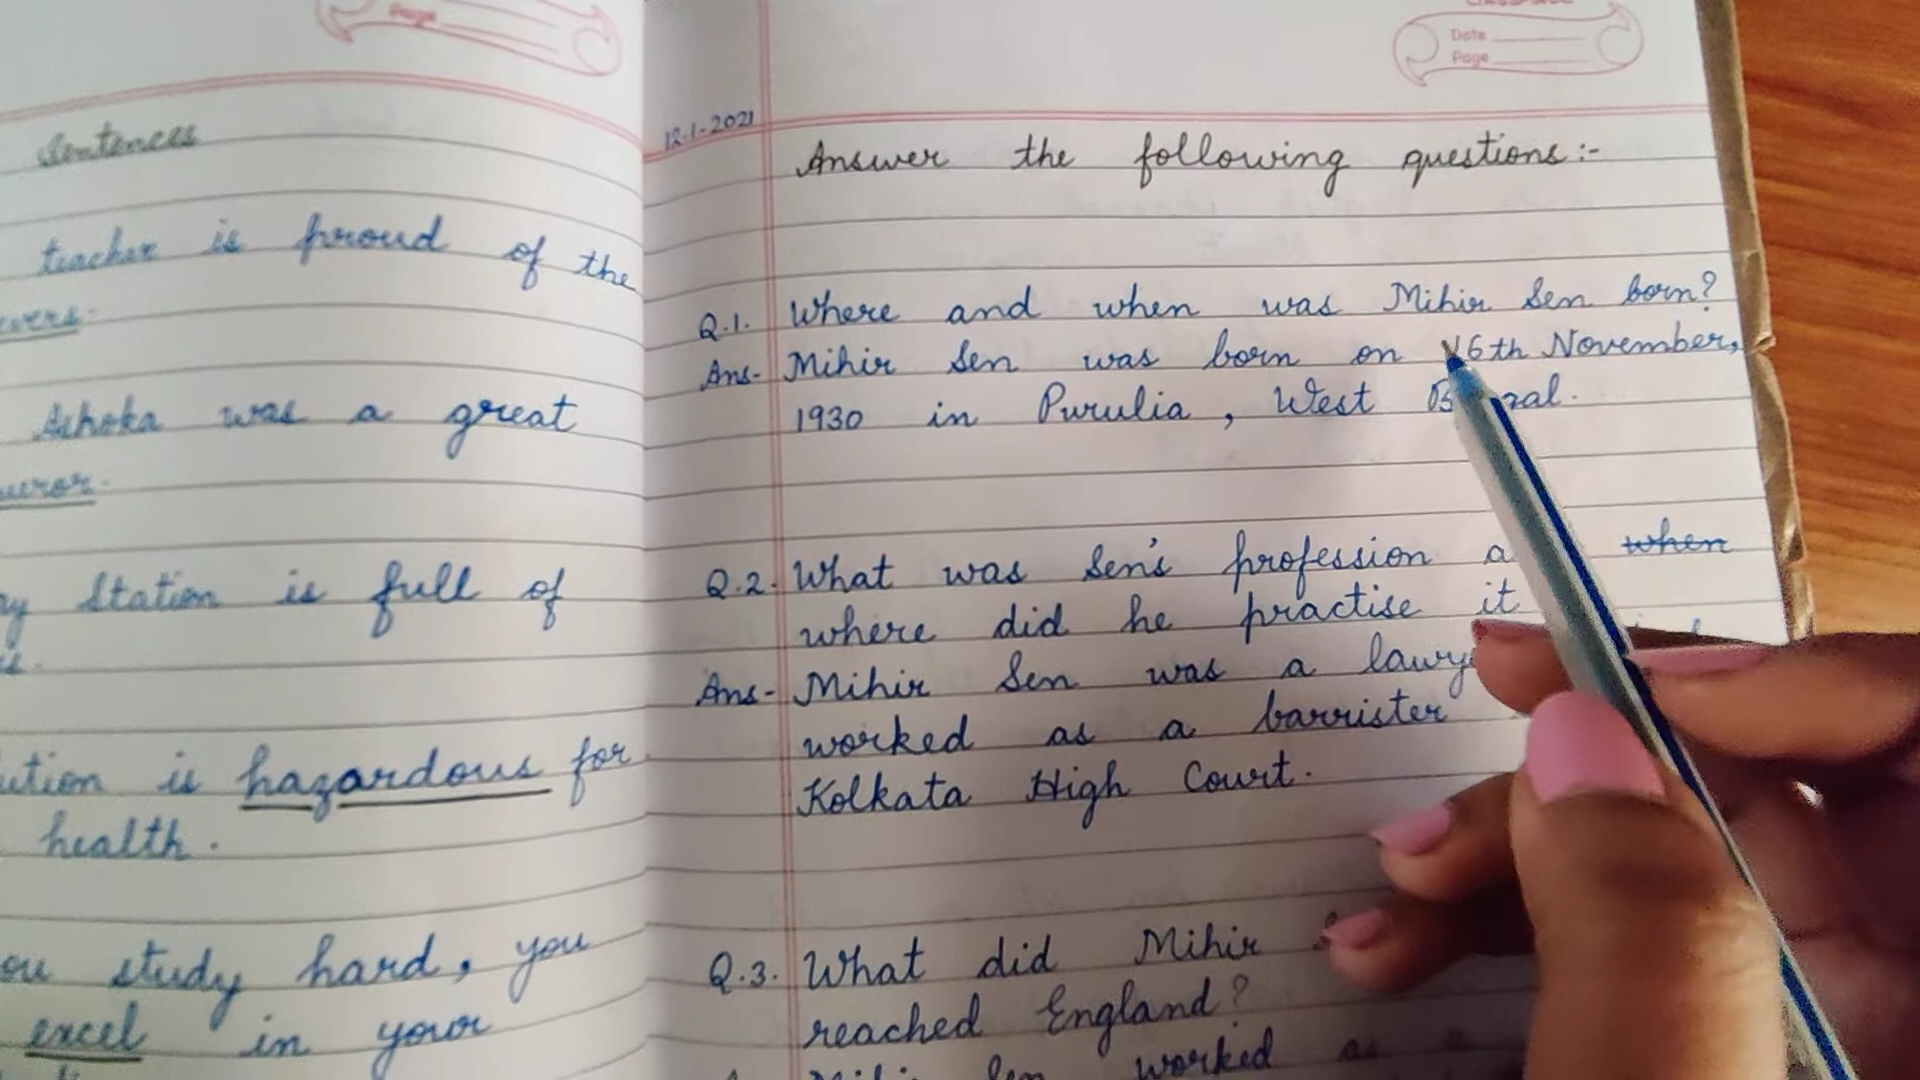 Page
Sentences
teacher is proud of the
Ashoka was a great
Station is full of
is hazardous for
health.
study hard, you
excel in your
Date
Page
12-1-2021
Answer the following questions:-
Q.1. Where and when was Mihir Sen born?
Ans- Mihir Sen was born on 16th November,
1930 in Purulia, West
Q.2. What was Sen's profession when
where did he practise it
Ans- Mihir Sen was a
worked as a barrister
Kolkata High Court.
Q.3. What did Mihir
reached England?
Sen worked as